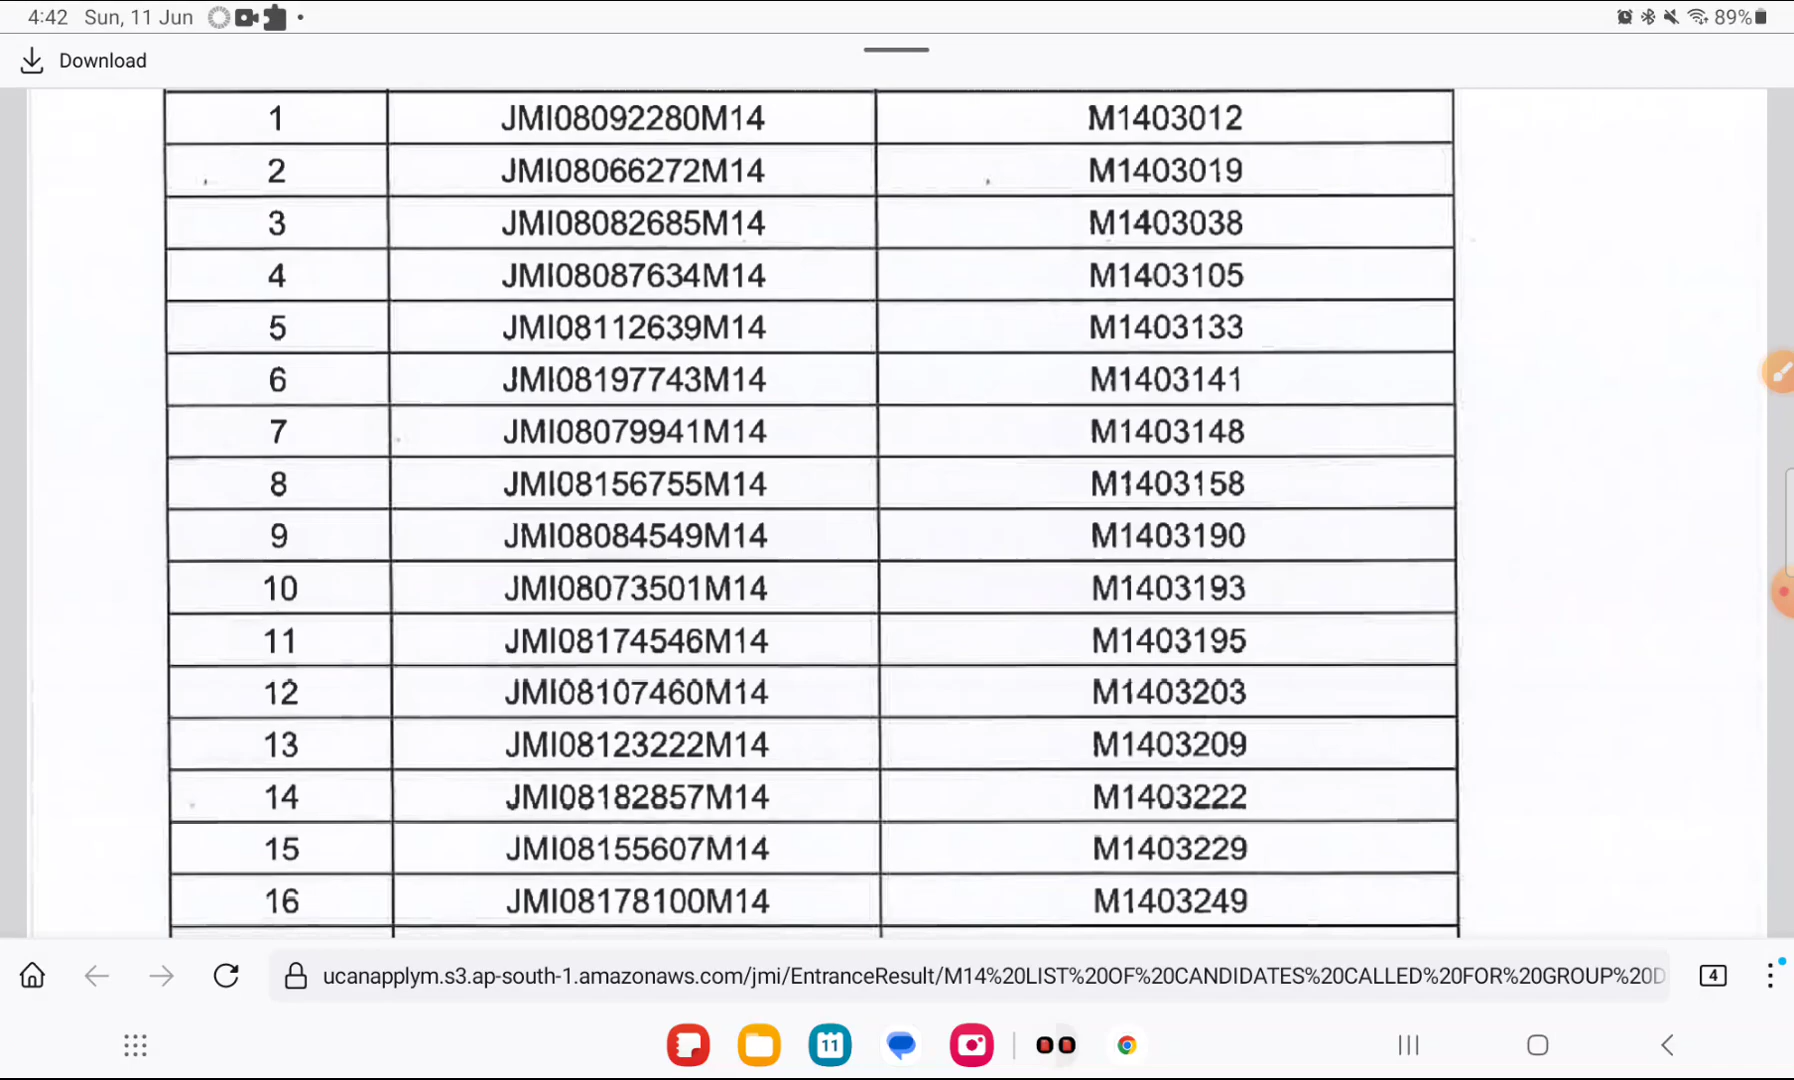 4:42 Sun, 11 Jun 89%
Download
1 JMI08092280M14 M1403012
2 JMI08066272M14 M1403019
3 JMI08082685M14 M1403038
4 JMI08087634M14 M1403105
5 JMI08112639M14 M1403133
6 JMI08197743M14 M1403141
7 JMI08079941M14 M1403148
8 JMI08156755M14 M1403158
9 JMI08084549M14 M1403190
10 JMI08073501M14 M1403193
11 JMI08174546M14 M1403195
12 JMI08107460M14 M1403203
13 JMI08123222M14 M1403209
14 JMI08182857M14 M1403222
15 JMI08155607M14 M1403229
16 JMI08178100M14 M1403249
ucanapplym.s3.ap-south-1.amazonaws.com/jmi/EntranceResult/M14%20LIST%20OF%20CANDIDATES%20CALLED%20FOR%20GROUP%20D 4
11